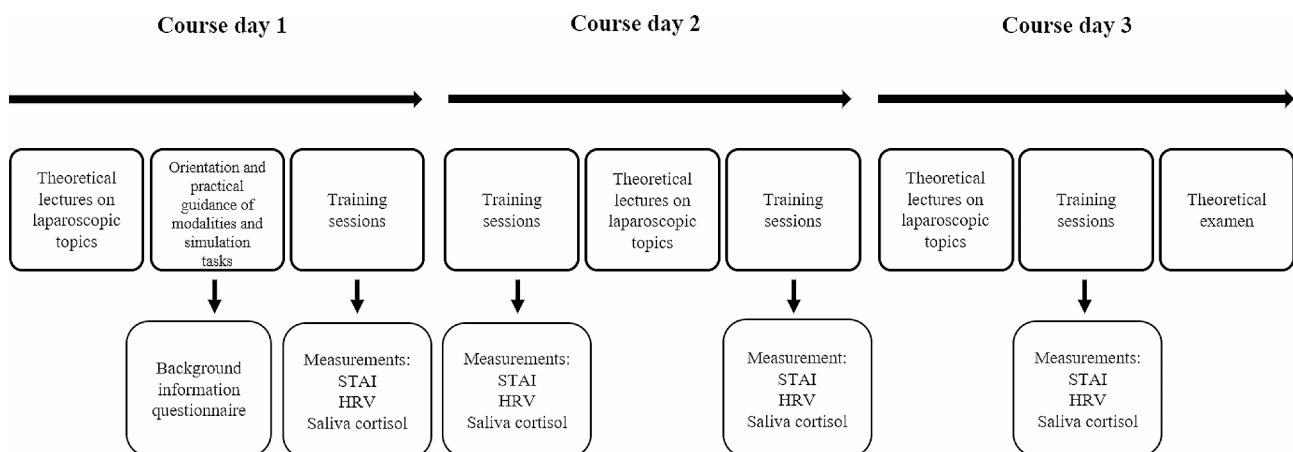 Course day 1
Course day 2
Course day 3
Theoretical
lectures on
laparoscopic
topics
Orientation and
practical
guidance of
modalities and
simulation
tasks
Training
sessions
Training
sessions
Theoretical
lectures on
laparoscopic
topics
Training
sessions
Theoretical
lectures on
laparoscopic
topics
Training
sessions
Theoretical
examen
Background
information
questionnaire
Measurements:
STAI
HRV
Saliva cortisol
Measurements:
STAI
HRV
Saliva cortisol
Measurement:
STAI
HRV
Saliva cortisol
Measurements:
STAI
HRV
Saliva cortisol